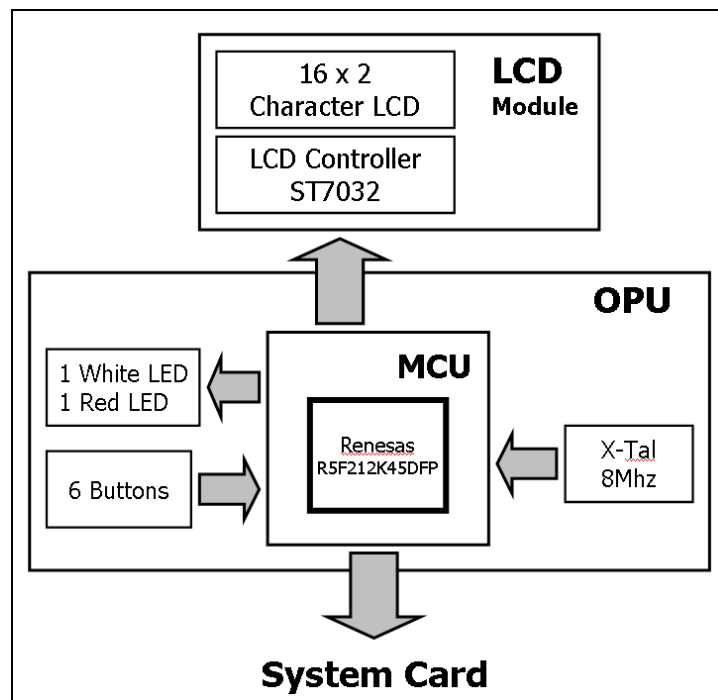 16 x 2
Character LCD
LCD
Module
LCD Controller
ST7032
OPU
1 White LED
1 Red LED
MCU
Renesas
R5F212K45DFP
6 Buttons
X-Tal
8Mhz
System Card